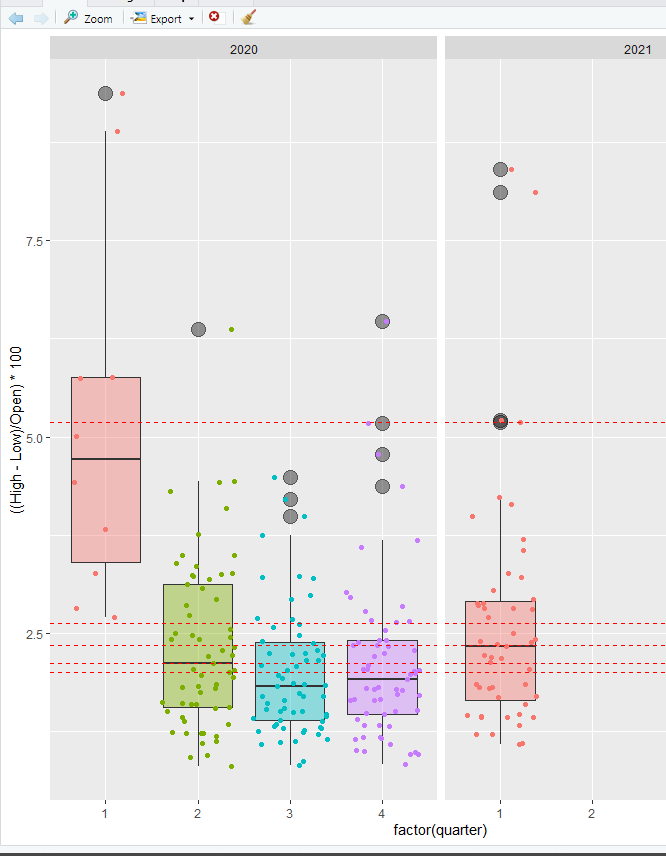 Zoom Export
2020 2021
7.5
5.0
2.5
((High - Low)/Open) * 100
1 2 3 4 1 2
factor(quarter)